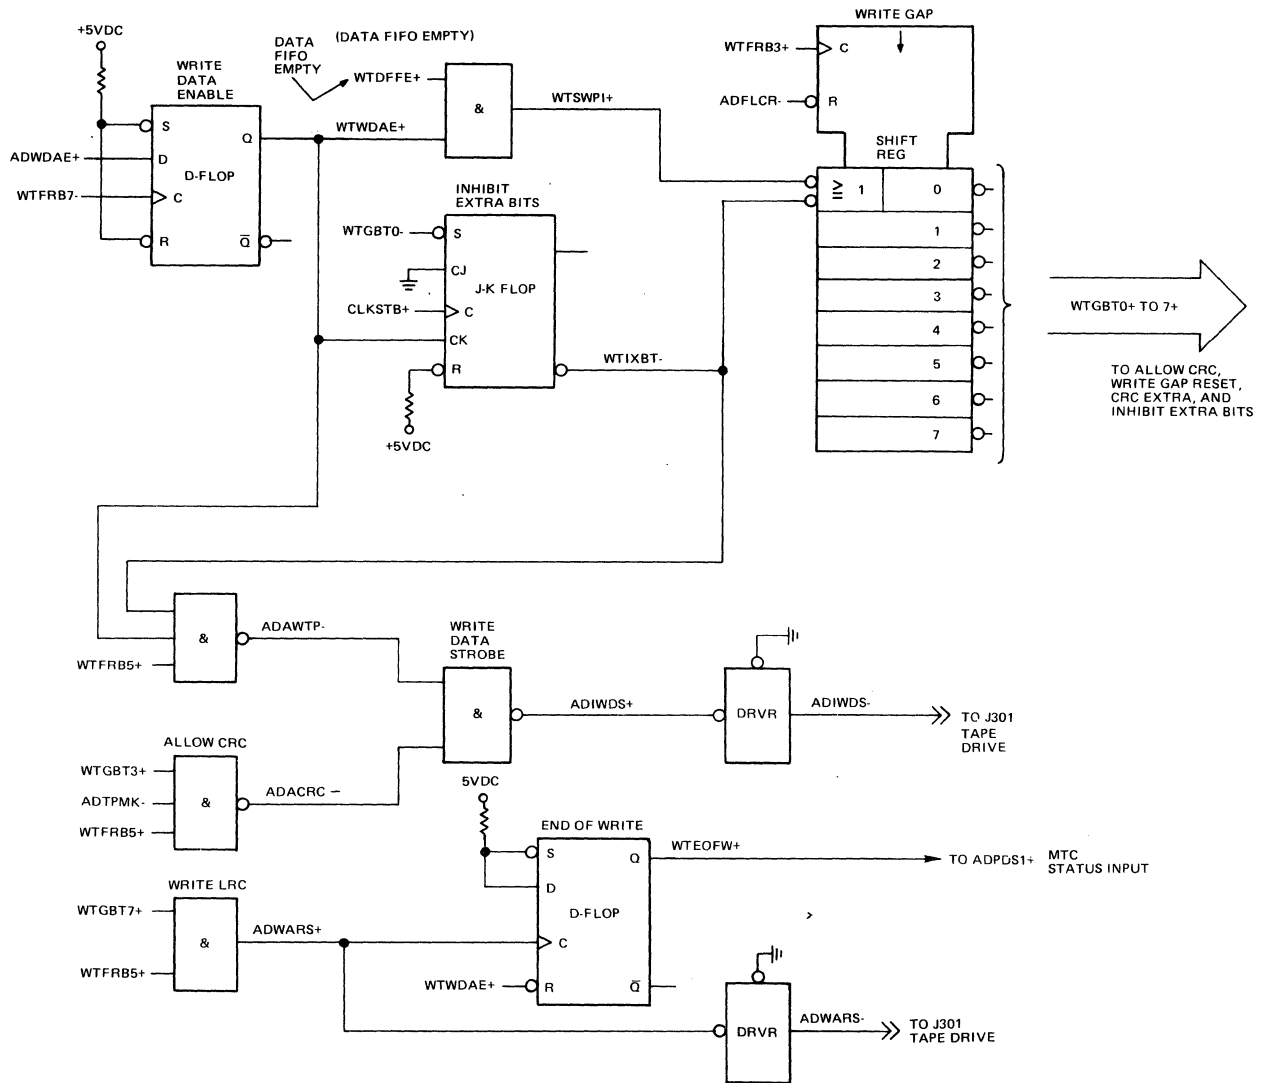 +5VDC
WRITE
DATA
ENABLE
S
Q
ADWDAE+
D
D-FLOP
WTFRB7-
C
R
Q̅
DATA
FIFO
EMPTY
(DATA FIFO EMPTY)
WTDFFE+
WTWDAE+
&
WTSWPI+
INHIBIT
EXTRA BITS
WTGBT0-
S
CJ
J-K FLOP
CLKSTB+
C
CK
R
WTIXBT-
+5VDC
WRITE GAP
WTFRB3+
C
ADFLCR-
R
SHIFT
REG
≥ 1
0
1
2
3
4
5
6
7
WTGBT0+ TO 7+
TO ALLOW CRC,
WRITE GAP RESET,
CRC EXTRA, AND
INHIBIT EXTRA BITS
&
ADAWTP-
WTFRB5+
WRITE
DATA
STROBE
&
ADIWDS+
DRVR
ADIWDS-
TO J301
TAPE
DRIVE
ALLOW CRC
WTGBT3+
ADTPMK-
&
ADACRC –
WTFRB5+
5VDC
END OF WRITE
S
Q
WTEOFW+
TO ADPDS1+
MTC
STATUS INPUT
D
D-FLOP
WRITE LRC
WTGBT7+
&
ADWARS+
C
WTFRB5+
WTWDAE+
R
Q̅
DRVR
ADWARS-
TO J301
TAPE DRIVE